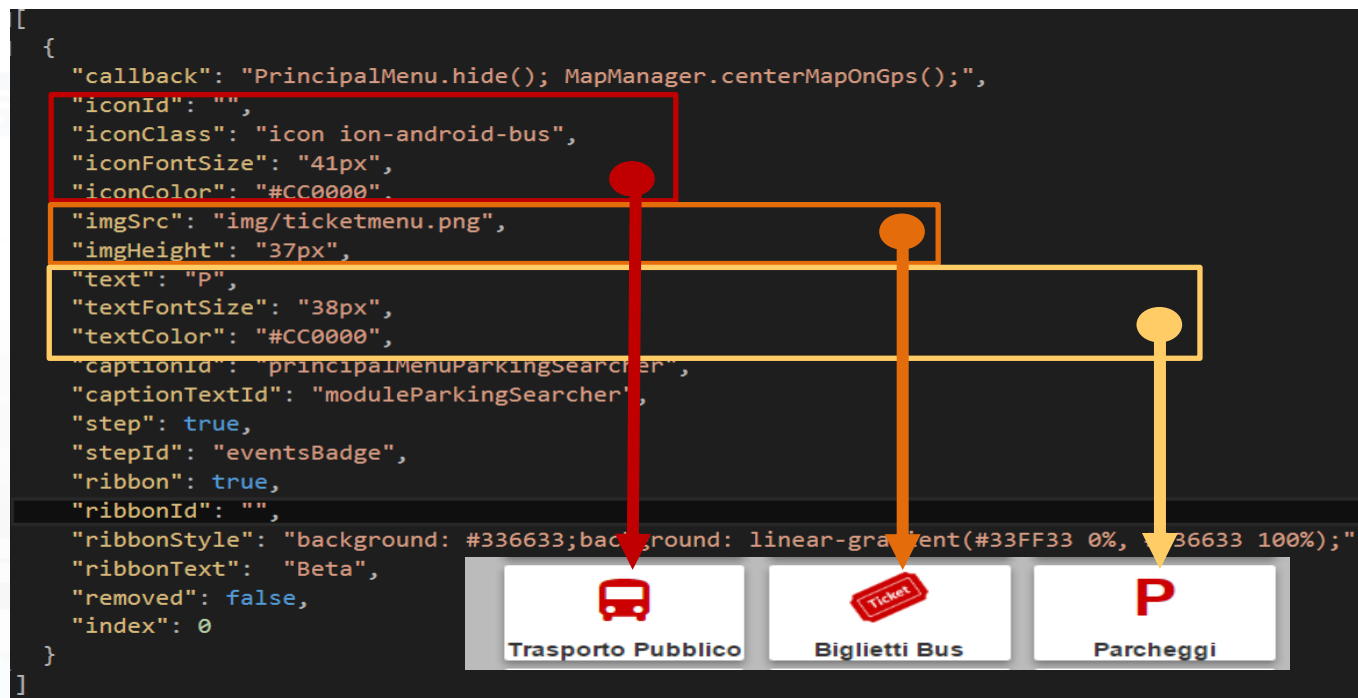 [
{
"callback": "PrincipalMenu.hide(); MapManager.centerMapOnGps();",
"iconId": "",
"iconClass": "icon ion-android-bus",
"iconFontSize": "41px",
"iconColor": "#CC0000",
"imgSrc": "img/ticketmenu.png",
"imgHeight": "37px",
"text": "P",
"textFontSize": "38px",
"textColor": "#CC0000",
"captionId": "principalMenuParkingSearcher",
"captionTextId": "moduleParkingSearcher",
"step": true,
"stepId": "eventsBadge",
"ribbon": true,
"ribbonId": "",
"ribbonStyle": "background: #336633;background: linear-gradient(#33FF33 0%, #336633 100%);"
"ribbonText": "Beta",
"removed": false,
"index": 0
}
]
Ticket
P
Trasporto Pubblico
Biglietti Bus
Parcheggi